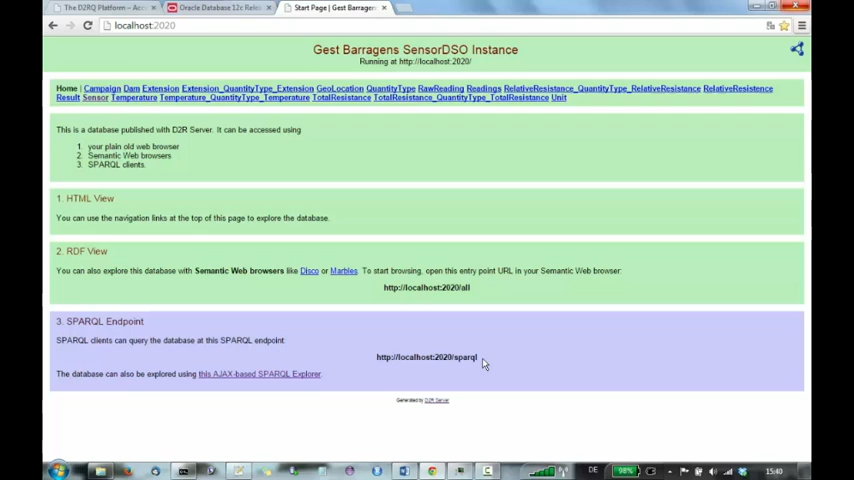 The D2RQ Platform – Acce
Oracle Database 12c Relo
Start Page | Gest Barragens
localhost:2020
Gest Barragens SensorDSO Instance
Running at http://localhost:2020/
Home | Campaign Dam Extension Extension_QuantityType_Extension GeoLocation QuantityType RawReading Readings RelativeResistance_QuantityType_RelativeResistance RelativeResistence
Result Sensor Temperature Temperature_QuantityType_Temperature TotalResistance TotalResistance_QuantityType_TotalResistance Unit
This is a database published with D2R Server. It can be accessed using
1. your plain old web browser
2. Semantic Web browsers
3. SPARQL clients.
1. HTML View
You can use the navigation links at the top of this page to explore the database.
2. RDF View
You can also explore this database with Semantic Web browsers like Disco or Marbles. To start browsing, open this entry point URL in your Semantic Web browser:
http://localhost:2020/all
3. SPARQL Endpoint
SPARQL clients can query the database at this SPARQL endpoint:
http://localhost:2020/sparql
The database can also be explored using this AJAX-based SPARQL Explorer.
Generated by D2R Server
DE 98% 15:40